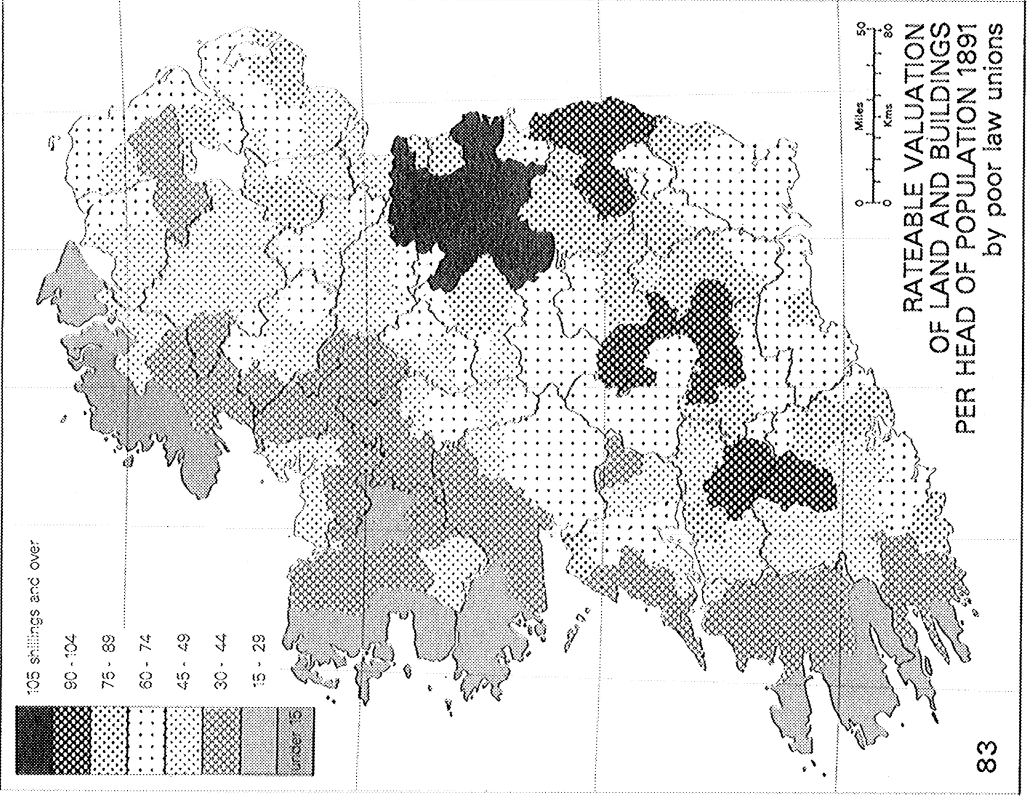 105 shillings and over
90 - 104
75 - 89
60 - 74
45 - 49
30 - 44
15 - 29
under 15
Miles
0 50
0 80
Kms
RATEABLE VALUATION
OF LAND AND BUILDINGS
PER HEAD OF POPULATION 1891
by poor law unions
83